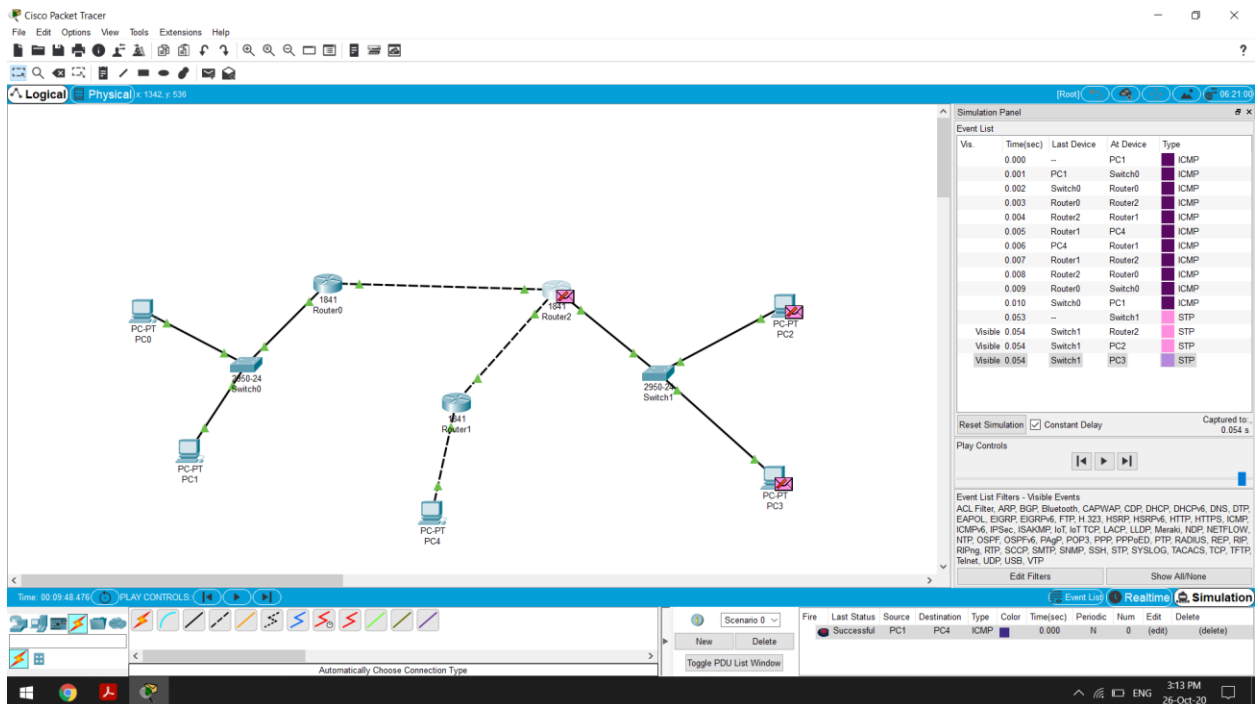 Cisco Packet Tracer
File Edit Options View Tools Extensions Help
?
Logical Physical x: 1342, y: 536 [Root] 06:21:00
1841
Router0
1841
Router2
PC-PT
PC0
PC-PT
PC2
2950-24
Switch0
2950-24
Switch1
1841
Router1
PC-PT
PC1
PC-PT
PC3
PC-PT
PC4
Simulation Panel
Event List
Vis. Time(sec) Last Device At Device Type
0.000 -- PC1 ICMP
0.001 PC1 Switch0 ICMP
0.002 Switch0 Router0 ICMP
0.003 Router0 Router2 ICMP
0.004 Router2 Router1 ICMP
0.005 Router1 PC4 ICMP
0.006 PC4 Router1 ICMP
0.007 Router1 Router2 ICMP
0.008 Router2 Router0 ICMP
0.009 Router0 Switch0 ICMP
0.010 Switch0 PC1 ICMP
0.053 -- Switch1 STP
Visible 0.054 Switch1 Router2 STP
Visible 0.054 Switch1 PC2 STP
Visible 0.054 Switch1 PC3 STP
Reset Simulation Constant Delay Captured to:
0.054 s
Play Controls
Event List Filters - Visible Events
ACL Filter, ARP, BGP, Bluetooth, CAPWAP, CDP, DHCP, DHCPv6, DNS, DTP,
EAPOL, EIGRP, EIGRPv6, FTP, H.323, HSRP, HSRPv6, HTTP, HTTPS, ICMP,
ICMPv6, IPSec, ISAKMP, IoT, IoT TCP, LACP, LLDP, Meraki, NDP, NETFLOW,
NTP, OSPF, OSPFv6, PAgP, POP3, PPP, PPPoED, PTP, RADIUS, REP, RIP,
RIPng, RTP, SCCP, SMTP, SNMP, SSH, STP, SYSLOG, TACACS, TCP, TFTP,
Telnet, UDP, USB, VTP
Edit Filters Show All/None
Time: 00:09:48.476 PLAY CONTROLS: Event List Realtime Simulation
Scenario 0
New Delete
Toggle PDU List Window
Fire Last Status Source Destination Type Color Time(sec) Periodic Num Edit Delete
Successful PC1 PC4 ICMP 0.000 N 0 (edit) (delete)
Automatically Choose Connection Type
ENG 3:13 PM
26-Oct-20